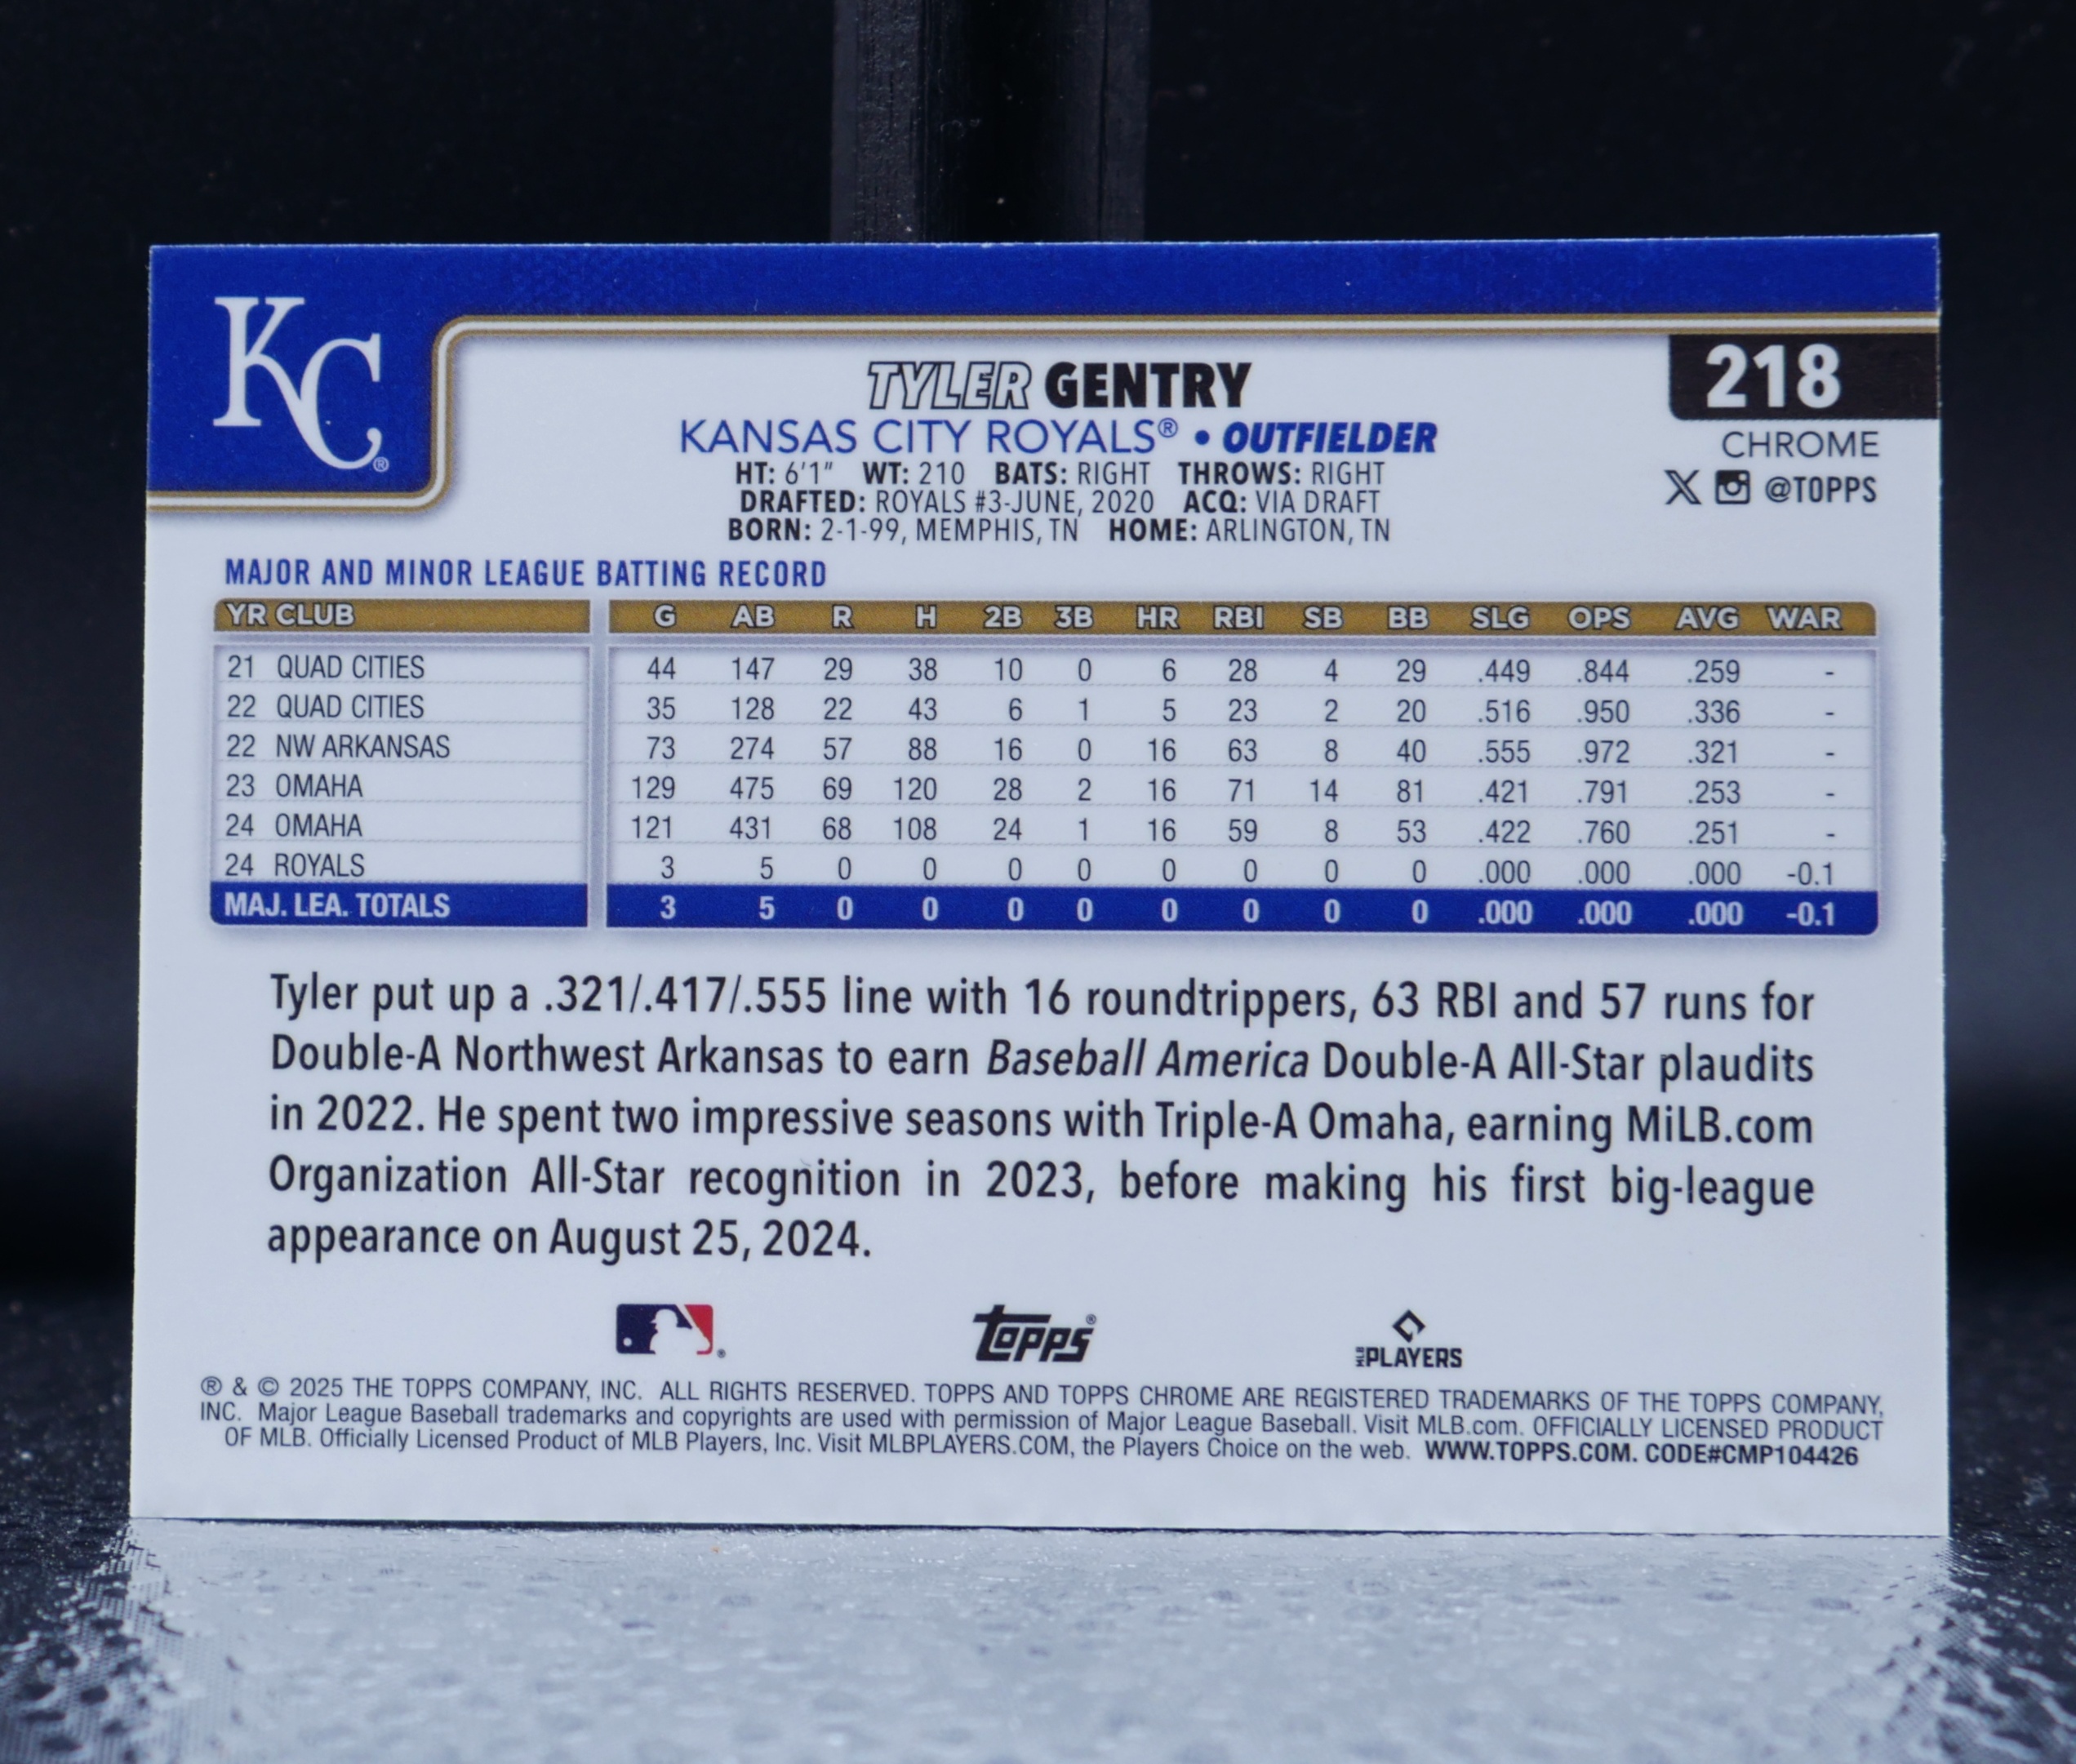 KC®
TYLER GENTRY
218
KANSAS CITY ROYALS® • OUTFIELDER
CHROME
HT: 6'1" WT: 210 BATS: RIGHT THROWS: RIGHT
X @TOPPS
DRAFTED: ROYALS #3-JUNE, 2020 ACQ: VIA DRAFT
BORN: 2-1-99, MEMPHIS, TN HOME: ARLINGTON, TN
MAJOR AND MINOR LEAGUE BATTING RECORD
YR CLUB G AB R H 2B 3B HR RBI SB BB SLG OPS AVG WAR
21 QUAD CITIES 44 147 29 38 10 0 6 28 4 29 .449 .844 .259 -
22 QUAD CITIES 35 128 22 43 6 1 5 23 2 20 .516 .950 .336 -
22 NW ARKANSAS 73 274 57 88 16 0 16 63 8 40 .555 .972 .321 -
23 OMAHA 129 475 69 120 28 2 16 71 14 81 .421 .791 .253 -
24 OMAHA 121 431 68 108 24 1 16 59 8 53 .422 .760 .251 -
24 ROYALS 3 5 0 0 0 0 0 0 0 0 .000 .000 .000 -0.1
MAJ. LEA. TOTALS 3 5 0 0 0 0 0 0 0 0 .000 .000 .000 -0.1
Tyler put up a .321/.417/.555 line with 16 roundtrippers, 63 RBI and 57 runs for
Double-A Northwest Arkansas to earn Baseball America Double-A All-Star plaudits
in 2022. He spent two impressive seasons with Triple-A Omaha, earning MiLB.com
Organization All-Star recognition in 2023, before making his first big-league
appearance on August 25, 2024.
® topps® MLB PLAYERS
® & © 2025 THE TOPPS COMPANY, INC. ALL RIGHTS RESERVED. TOPPS AND TOPPS CHROME ARE REGISTERED TRADEMARKS OF THE TOPPS COMPANY,
INC. Major League Baseball trademarks and copyrights are used with permission of Major League Baseball. Visit MLB.com. OFFICIALLY LICENSED PRODUCT
OF MLB. Officially Licensed Product of MLB Players, Inc. Visit MLBPLAYERS.COM, the Players Choice on the web. WWW.TOPPS.COM. CODE#CMP104426